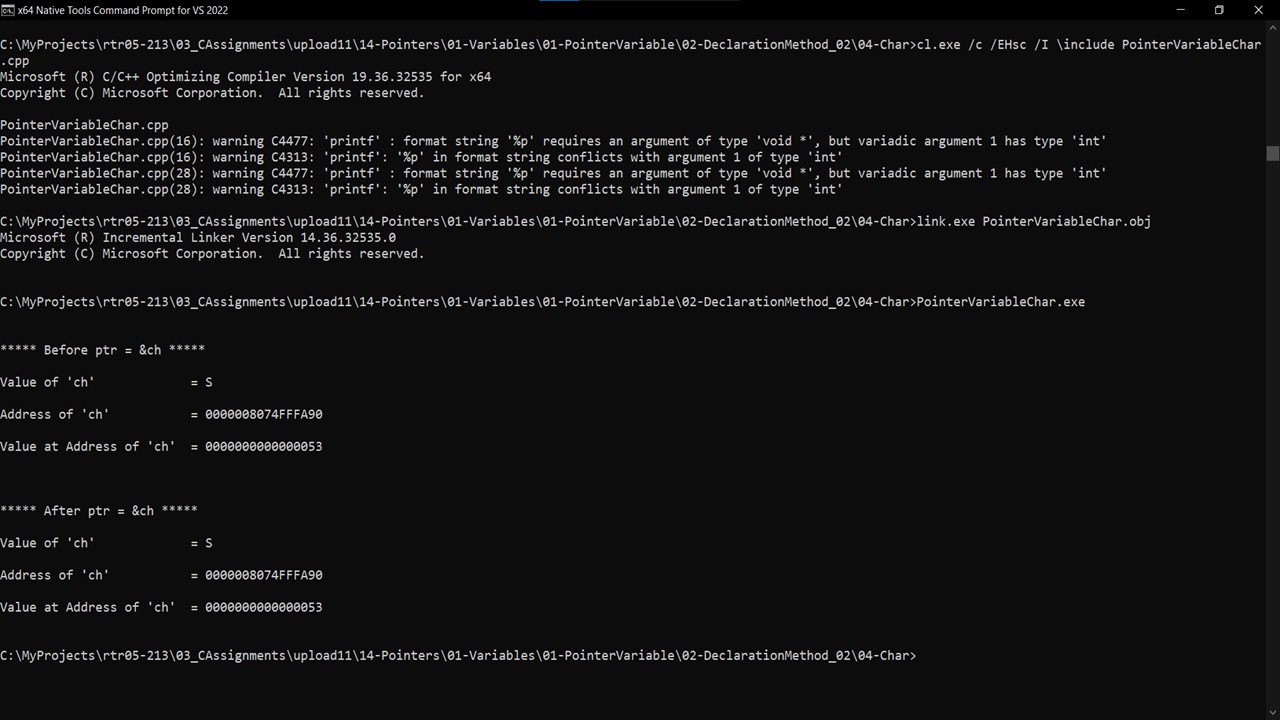 x64 Native Tools Command Prompt for VS 2022
C:\MyProjects\rtr05-213\03_CAssignments\upload11\14-Pointers\01-Variables\01-PointerVariable\02-DeclarationMethod_02\04-Char>cl.exe /c /EHsc /I \include PointerVariableChar
.cpp
Microsoft (R) C/C++ Optimizing Compiler Version 19.36.32535 for x64
Copyright (C) Microsoft Corporation.  All rights reserved.
PointerVariableChar.cpp
PointerVariableChar.cpp(16): warning C4477: 'printf' : format string '%p' requires an argument of type 'void *', but variadic argument 1 has type 'int'
PointerVariableChar.cpp(16): warning C4313: 'printf': '%p' in format string conflicts with argument 1 of type 'int'
PointerVariableChar.cpp(28): warning C4477: 'printf' : format string '%p' requires an argument of type 'void *', but variadic argument 1 has type 'int'
PointerVariableChar.cpp(28): warning C4313: 'printf': '%p' in format string conflicts with argument 1 of type 'int'
C:\MyProjects\rtr05-213\03_CAssignments\upload11\14-Pointers\01-Variables\01-PointerVariable\02-DeclarationMethod_02\04-Char>link.exe PointerVariableChar.obj
Microsoft (R) Incremental Linker Version 14.36.32535.0
Copyright (C) Microsoft Corporation.  All rights reserved.
C:\MyProjects\rtr05-213\03_CAssignments\upload11\14-Pointers\01-Variables\01-PointerVariable\02-DeclarationMethod_02\04-Char>PointerVariableChar.exe
***** Before ptr = &ch *****
Value of 'ch'             = S
Address of 'ch'           = 0000008074FFFA90
Value at Address of 'ch'  = 0000000000000053
***** After ptr = &ch *****
Value of 'ch'             = S
Address of 'ch'           = 0000008074FFFA90
Value at Address of 'ch'  = 0000000000000053
C:\MyProjects\rtr05-213\03_CAssignments\upload11\14-Pointers\01-Variables\01-PointerVariable\02-DeclarationMethod_02\04-Char>